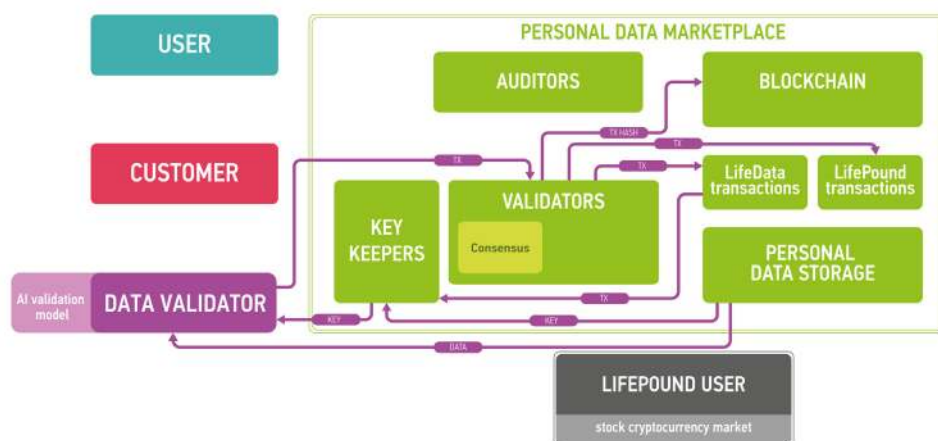 USER
PERSONAL DATA MARKETPLACE
AUDITORS
BLOCKCHAIN
TX HASH
TX
CUSTOMER
TX
TX
LifeData
transactions
LifePound
transactions
VALIDATORS
KEY
KEEPERS
Consensus
PERSONAL
DATA STORAGE
AI validation
model
DATA VALIDATOR
TX
KEY
KEY
DATA
LIFEPOUND USER
stock cryptocurrency market